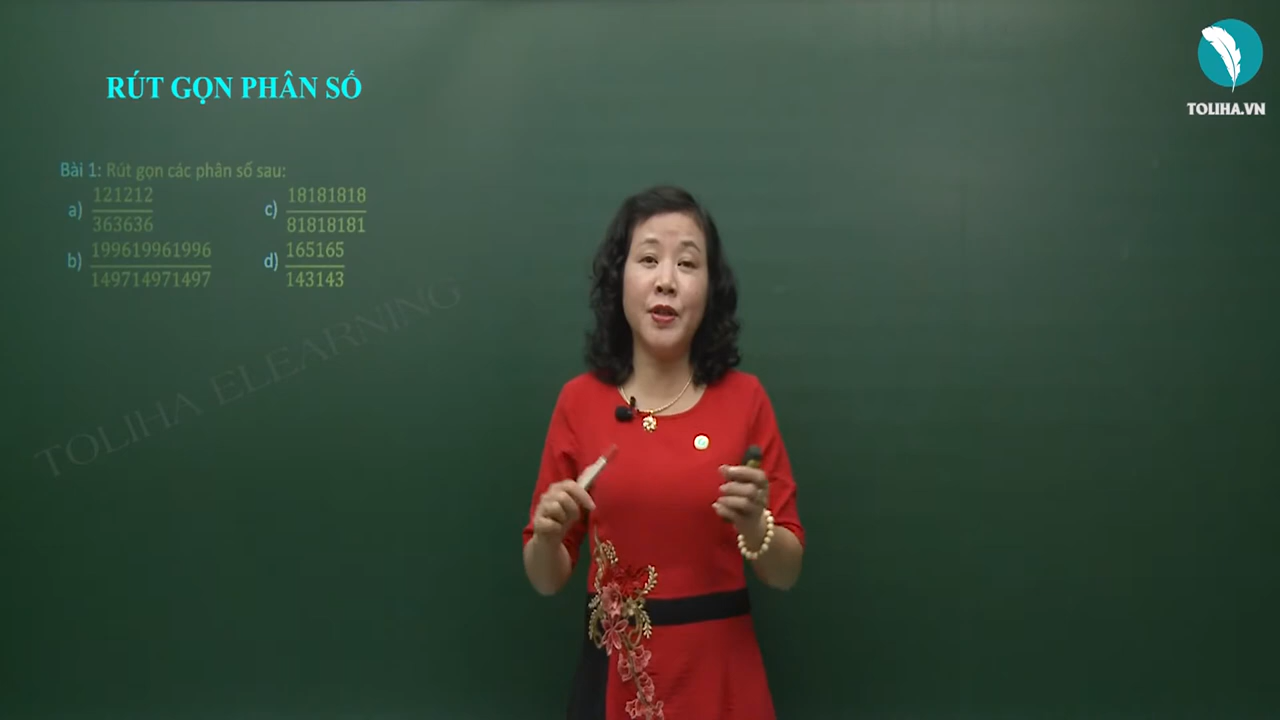 RÚT GỌN PHÂN SỐ
TOLIHA.VN
Bài 1: Rút gọn các phân số sau:
a) 121212/363636
c) 18181818/81818181
b) 199619961996/149714971497
d) 165165/143143
TOLIHA ELEARNING